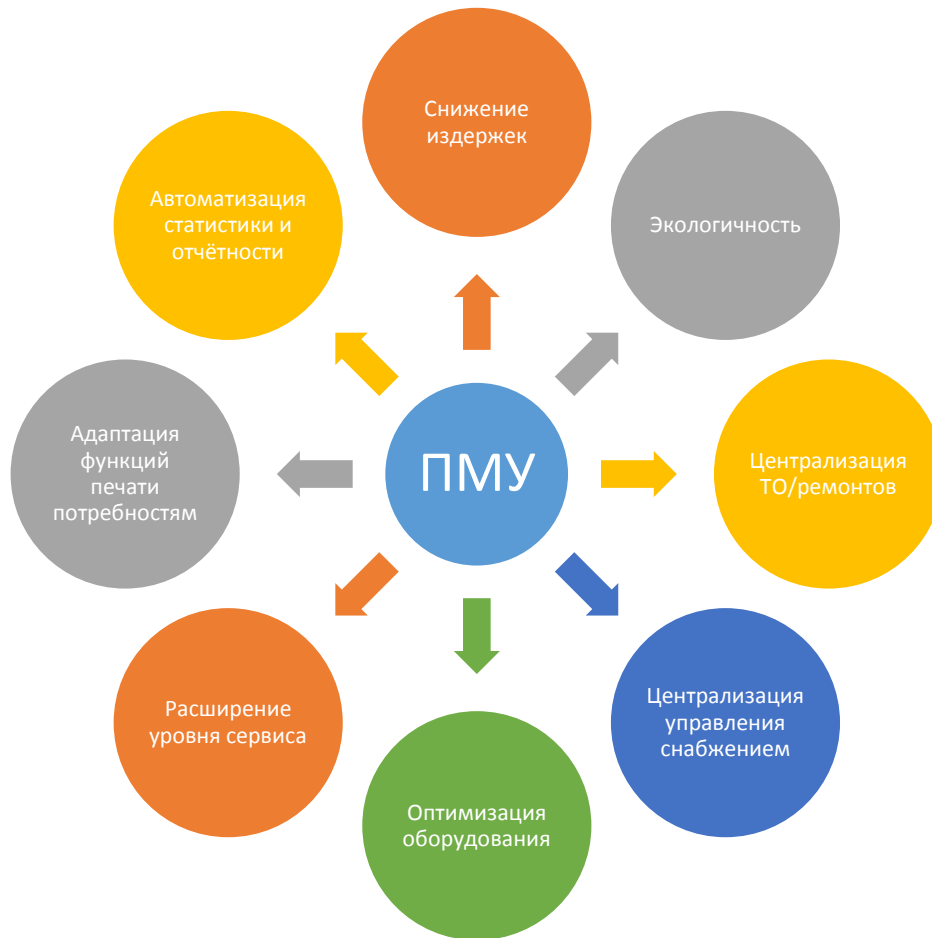 Снижение
издержек
Экологичность
Централизация
ТО/ремонтов
Централизация
управления
снабжением
Оптимизация
оборудования
Расширение
уровня сервиса
Адаптация
функций
печати
потребностям
Автоматизация
статистики и
отчётности
ПМУ